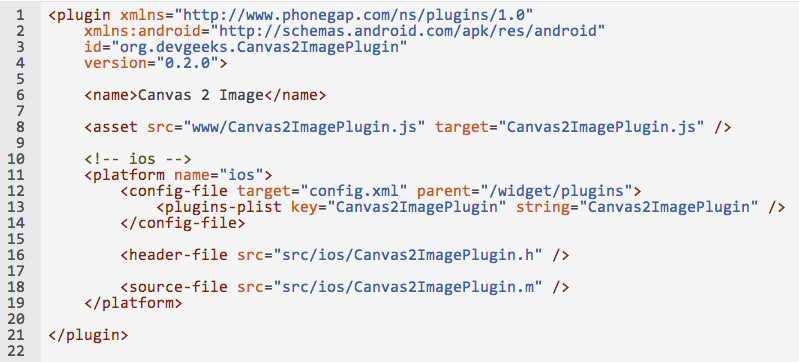 1 <plugin xmlns="http://www.phonegap.com/ns/plugins/1.0"
2     xmlns:android="http://schemas.android.com/apk/res/android"
3     id="org.devgeeks.Canvas2ImagePlugin"
4     version="0.2.0">
5
6     <name>Canvas 2 Image</name>
7
8     <asset src="www/Canvas2ImagePlugin.js" target="Canvas2ImagePlugin.js" />
9
10     <!-- ios -->
11     <platform name="ios">
12         <config-file target="config.xml" parent="/widget/plugins">
13             <plugins-plist key="Canvas2ImagePlugin" string="Canvas2ImagePlugin" />
14         </config-file>
15
16         <header-file src="src/ios/Canvas2ImagePlugin.h" />
17
18         <source-file src="src/ios/Canvas2ImagePlugin.m" />
19     </platform>
20
21 </plugin>
22